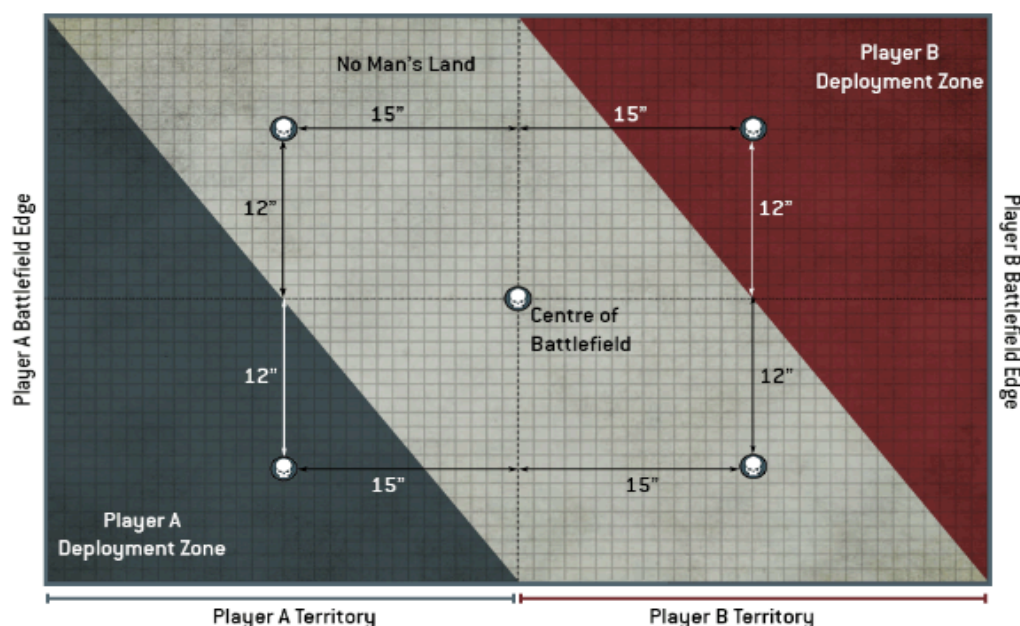 Player B
Deployment Zone
No Man's Land
15”
15”
12”
12”
Player A Battlefield Edge
Player B Battlefield Edge
Centre of
Battlefield
12”
12”
15”
15”
Player A
Deployment Zone
Player A Territory
Player B Territory